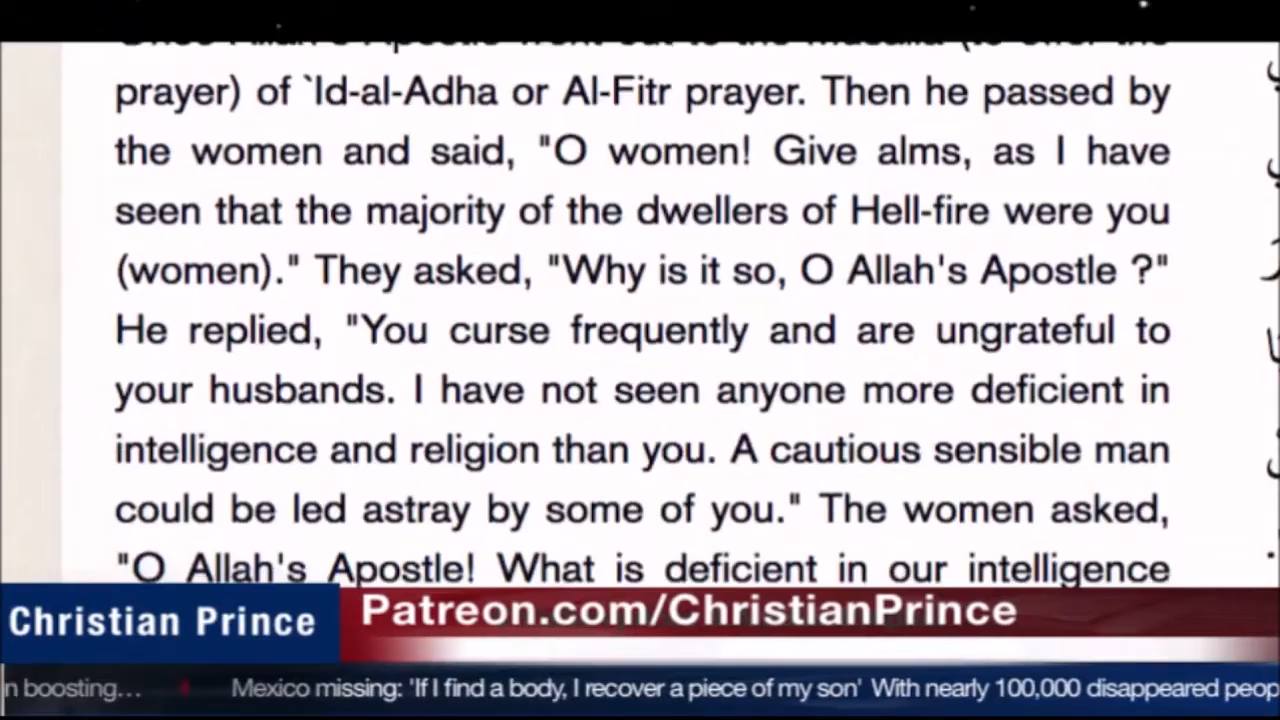 prayer) of `Id-al-Adha or Al-Fitr prayer. Then he passed by
the women and said, "O women! Give alms, as I have
seen that the majority of the dwellers of Hell-fire were you
(women)." They asked, "Why is it so, O Allah's Apostle ?"
He replied, "You curse frequently and are ungrateful to
your husbands. I have not seen anyone more deficient in
intelligence and religion than you. A cautious sensible man
could be led astray by some of you." The women asked,
"O Allah's Apostle! What is deficient in our intelligence
Christian Prince
Patreon.com/ChristianPrince
n boosting... Mexico missing: 'If I find a body, I recover a piece of my son' With nearly 100,000 disappeared peop